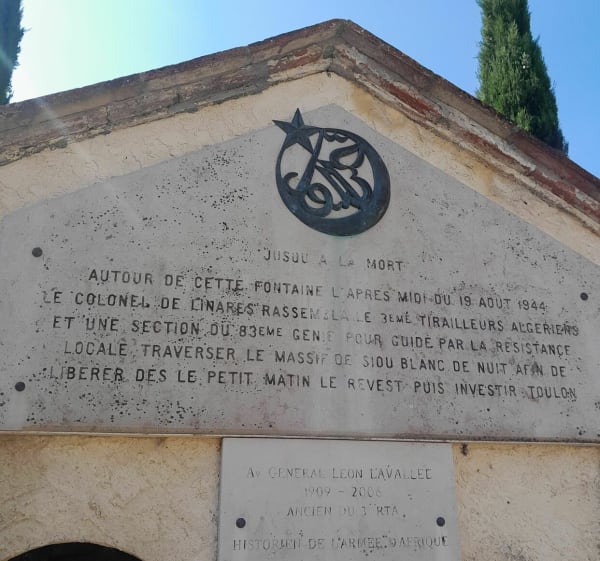 JUSQU A LA MORT
AUTOUR DE CETTE FONTAINE L'APRES MIDI DU 19 AOUT 1944
LE COLONEL DE LINARES RASSEMBLA LE 3EME TIRAILLEURS ALGERIENS
ET UNE SECTION DU 83EME GENIE POUR GUIDE PAR LA RESISTANCE
LOCALE TRAVERSER LE MASSIF DE SIOU BLANC DE NUIT AFIN DE
LIBERER DES LE PETIT MATIN LE REVEST PUIS INVESTIR TOULON
AU GENERAL LEON LAVALLEE
1909 - 2006
ANCIEN DU 3°RTA
HISTORIEN DE L'ARMEE D'AFRIQUE